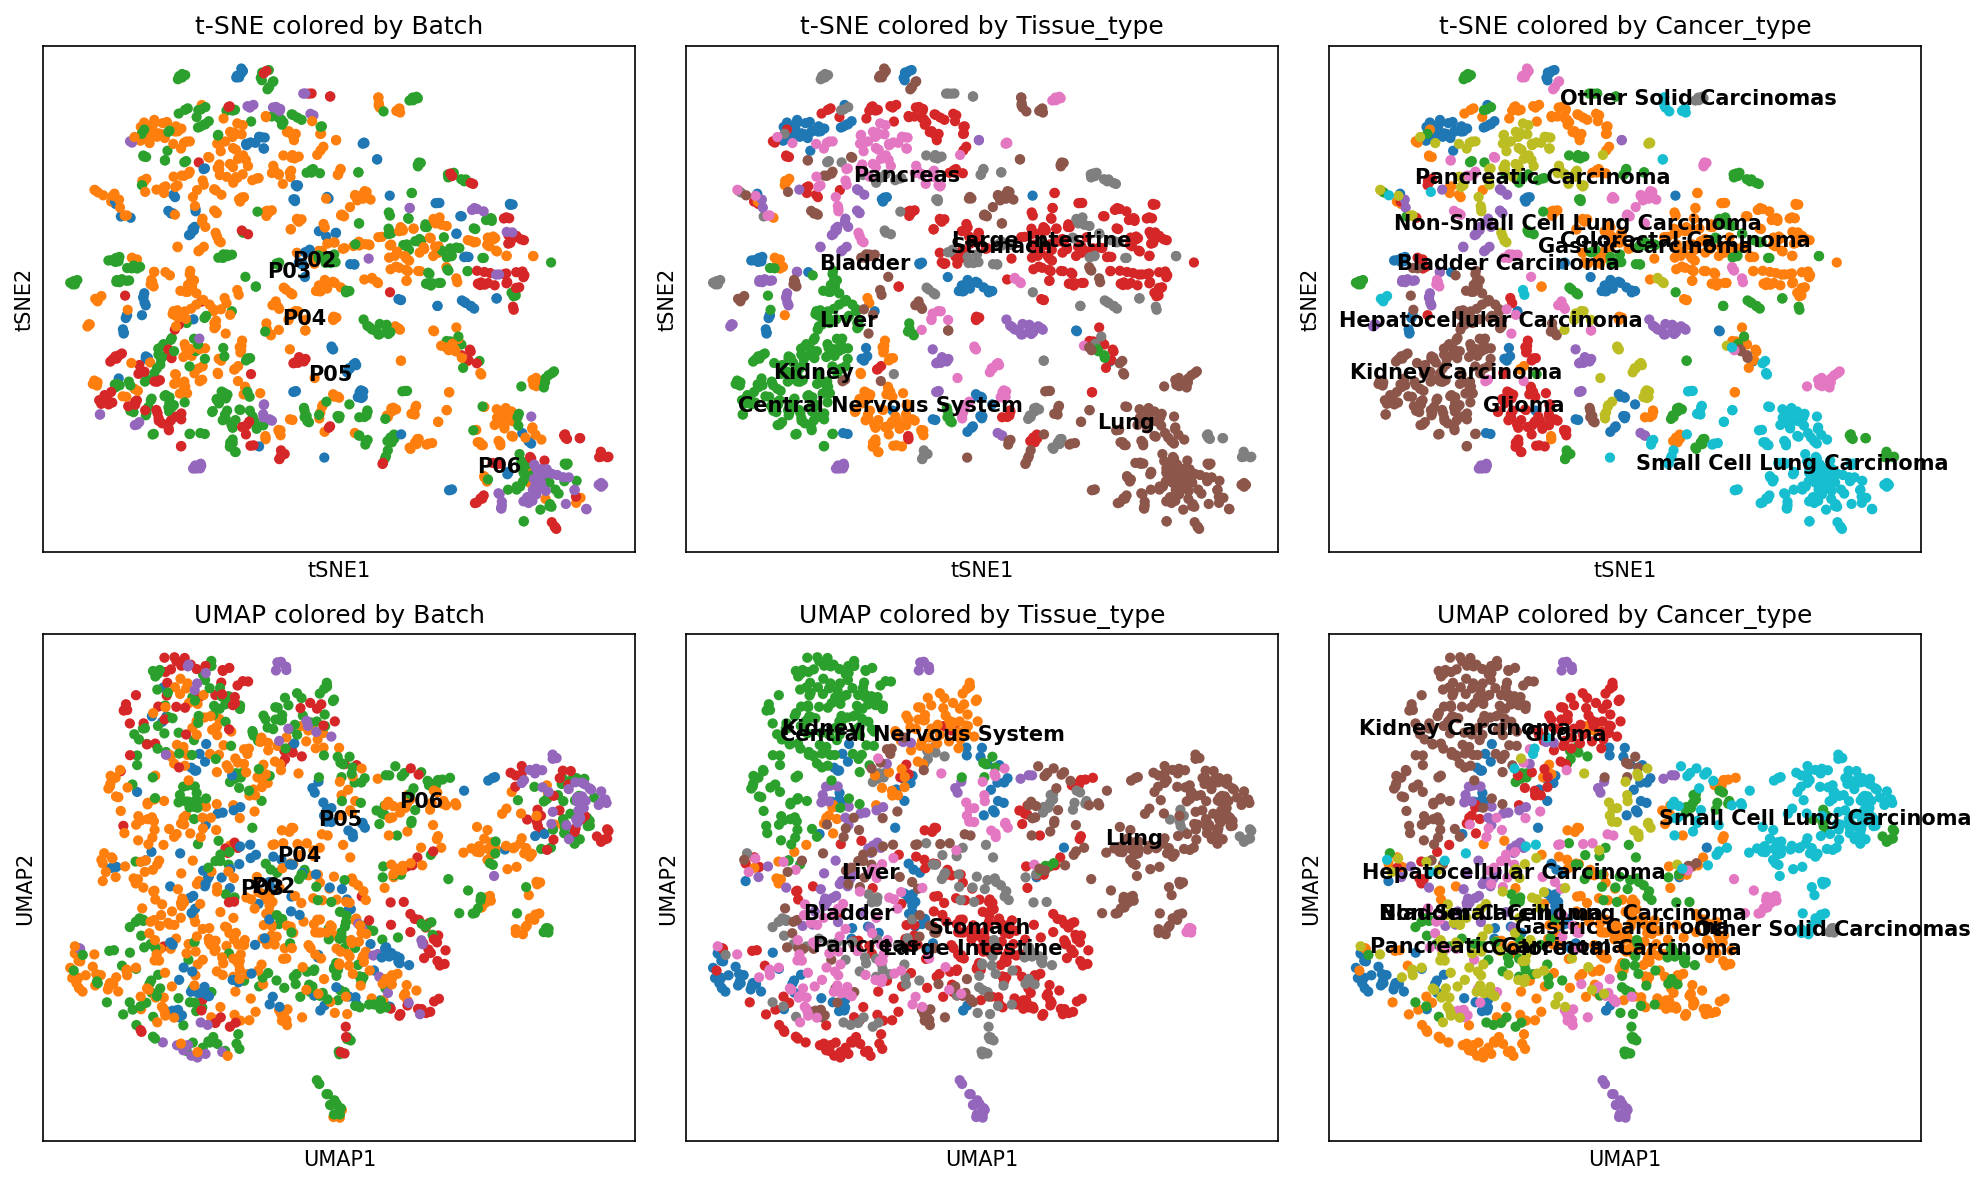 t-SNE colored by Batch
t-SNE colored by Tissue_type
t-SNE colored by Cancer_type
tSNE2
P02
P03
P04
P05
P06
tSNE1
tSNE2
Pancreas
Large Intestine
Stomach
Bladder
Liver
Kidney
Central Nervous System
Lung
tSNE1
tSNE2
Other Solid Carcinomas
Pancreatic Carcinoma
Non-Small Cell Lung Carcinoma
Colorectal Carcinoma
Gastric Carcinoma
Bladder Carcinoma
Hepatocellular Carcinoma
Kidney Carcinoma
Glioma
Small Cell Lung Carcinoma
tSNE1
UMAP colored by Batch
UMAP colored by Tissue_type
UMAP colored by Cancer_type
UMAP2
P06
P05
P04
P03
P02
UMAP1
UMAP2
Kidney
Central Nervous System
Lung
Liver
Bladder
Stomach
Pancreas
Large Intestine
UMAP1
UMAP2
Kidney Carcinoma
Glioma
Small Cell Lung Carcinoma
Hepatocellular Carcinoma
Bladder Carcinoma
Non-Small Cell Lung Carcinoma
Gastric Carcinoma
Other Solid Carcinomas
Pancreatic Carcinoma
Colorectal Carcinoma
UMAP1